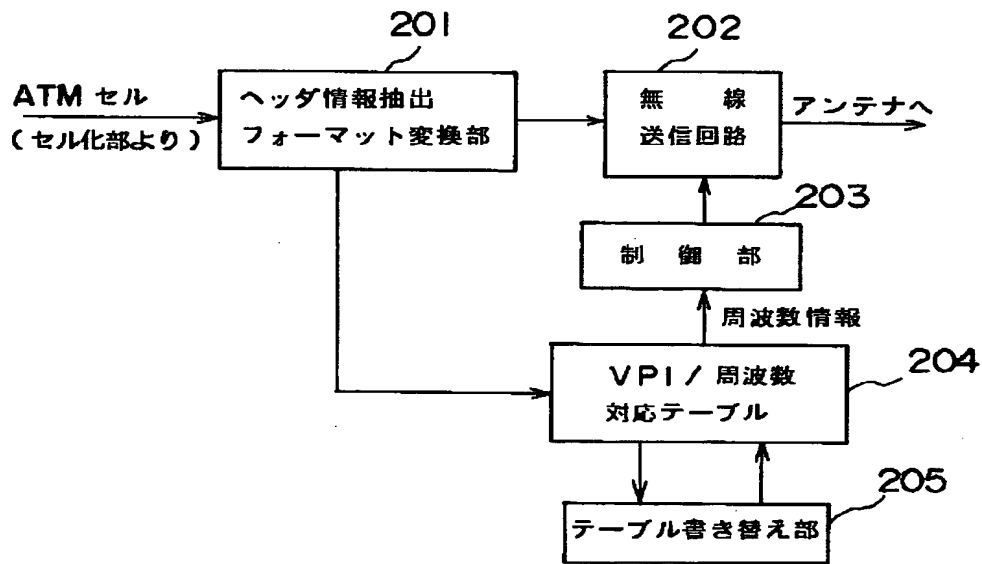 201
202
ATM セル
(セル化部より)
ヘッダ情報抽出
フォーマット変換部
無線
送信回路
アンテナへ
203
制御部
周波数情報
204
VPI/周波数
対応テーブル
205
テーブル書き替え部